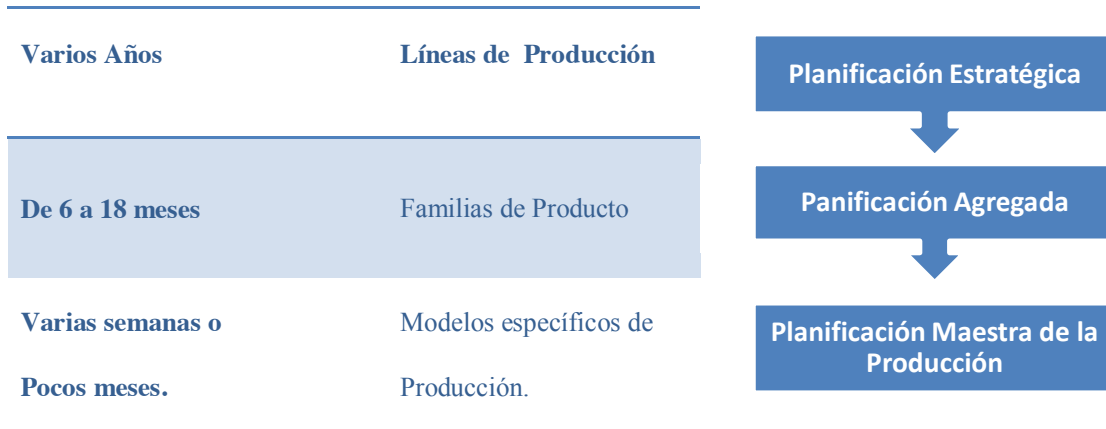 Varios Años
Líneas de Producción
Planificación Estratégica
De 6 a 18 meses
Familias de Producto
Panificación Agregada
Varias semanas o
Pocos meses.
Modelos específicos de
Producción.
Planificación Maestra de la
Producción